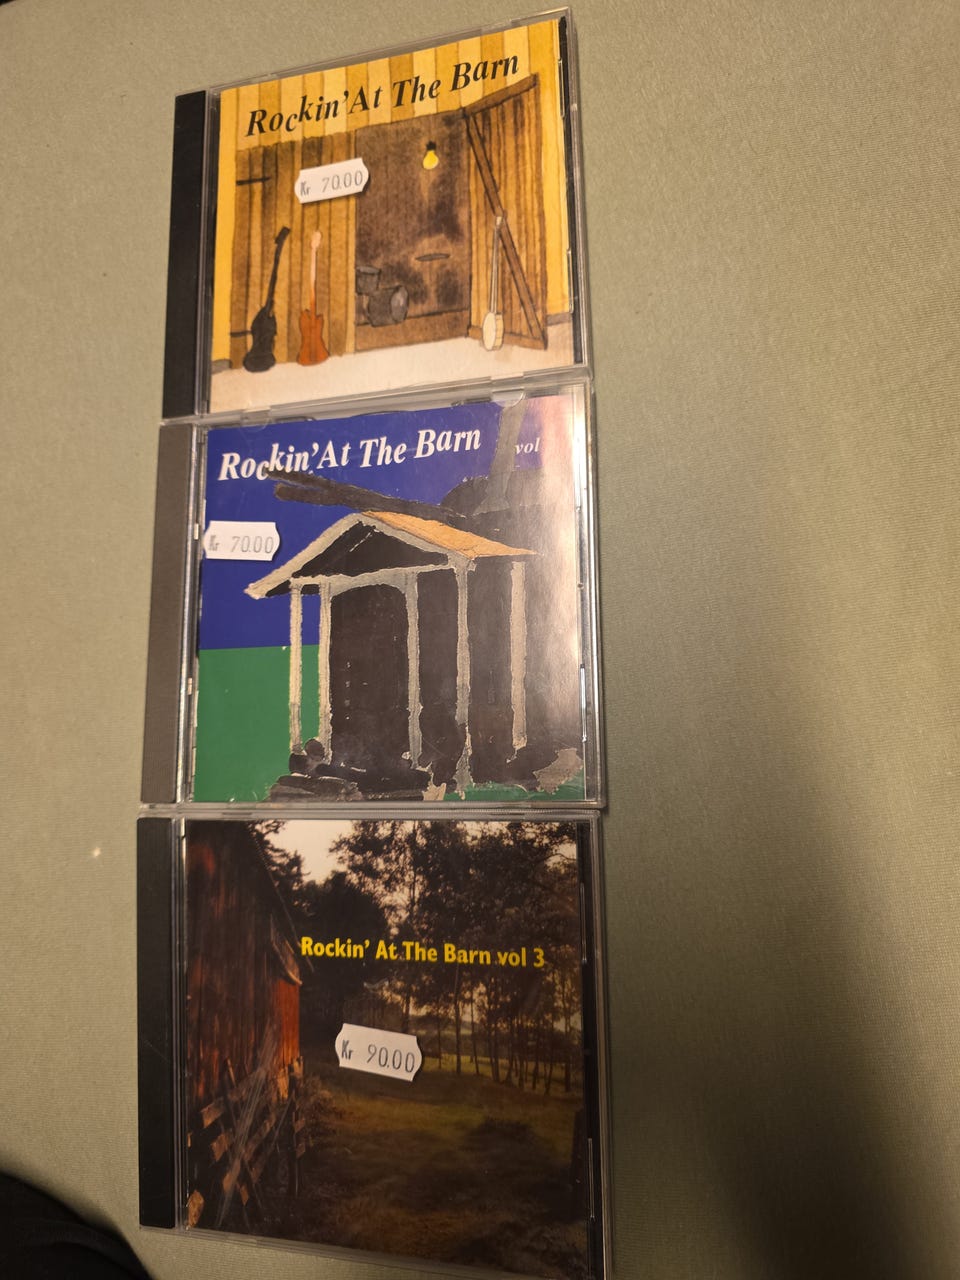 Rockin' At The Barn
Kr 70.00
Rockin' At The Barn vol
Kr 70.00
Rockin' At The Barn vol 3
Kr 90.00